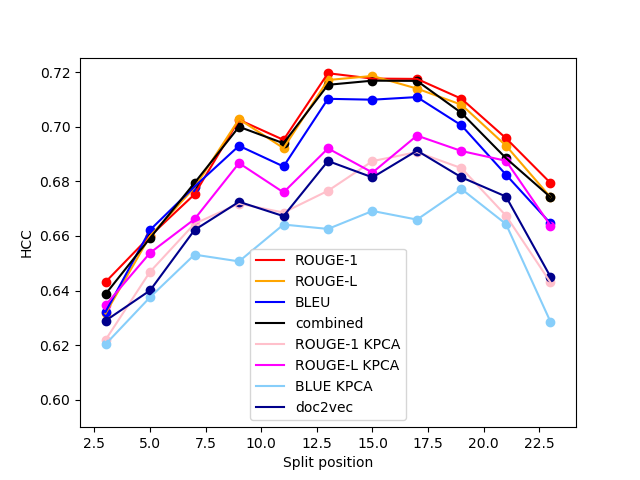 0.72
0.70
0.68
0.66
0.64
0.62
0.60
HCC
2.5 5.0 7.5 10.0 12.5 15.0 17.5 20.0 22.5
Split position
ROUGE-1
ROUGE-L
BLEU
combined
ROUGE-1 KPCA
ROUGE-L KPCA
BLUE KPCA
doc2vec